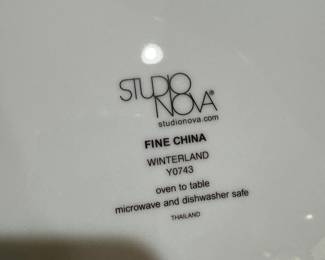 STUDIO
NOVA®
studionova.com
FINE CHINA
WINTERLAND
Y0743
oven to table
microwave and dishwasher safe
THAILAND